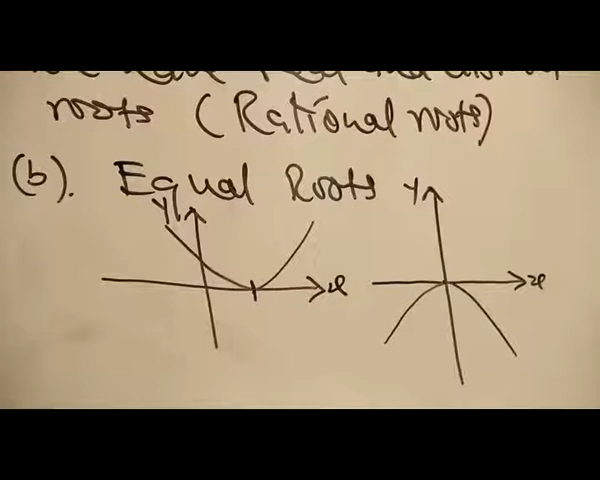 roots (Rational roots)
(b). Equal Roots
y x y x